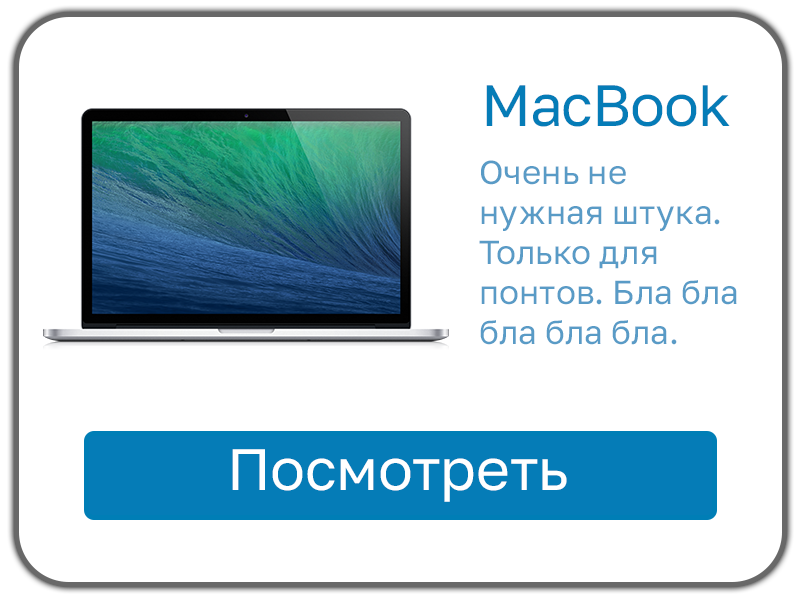 MacBook
Очень не
нужная штука.
Только для
понтов. Бла бла
бла бла бла.
Посмотреть